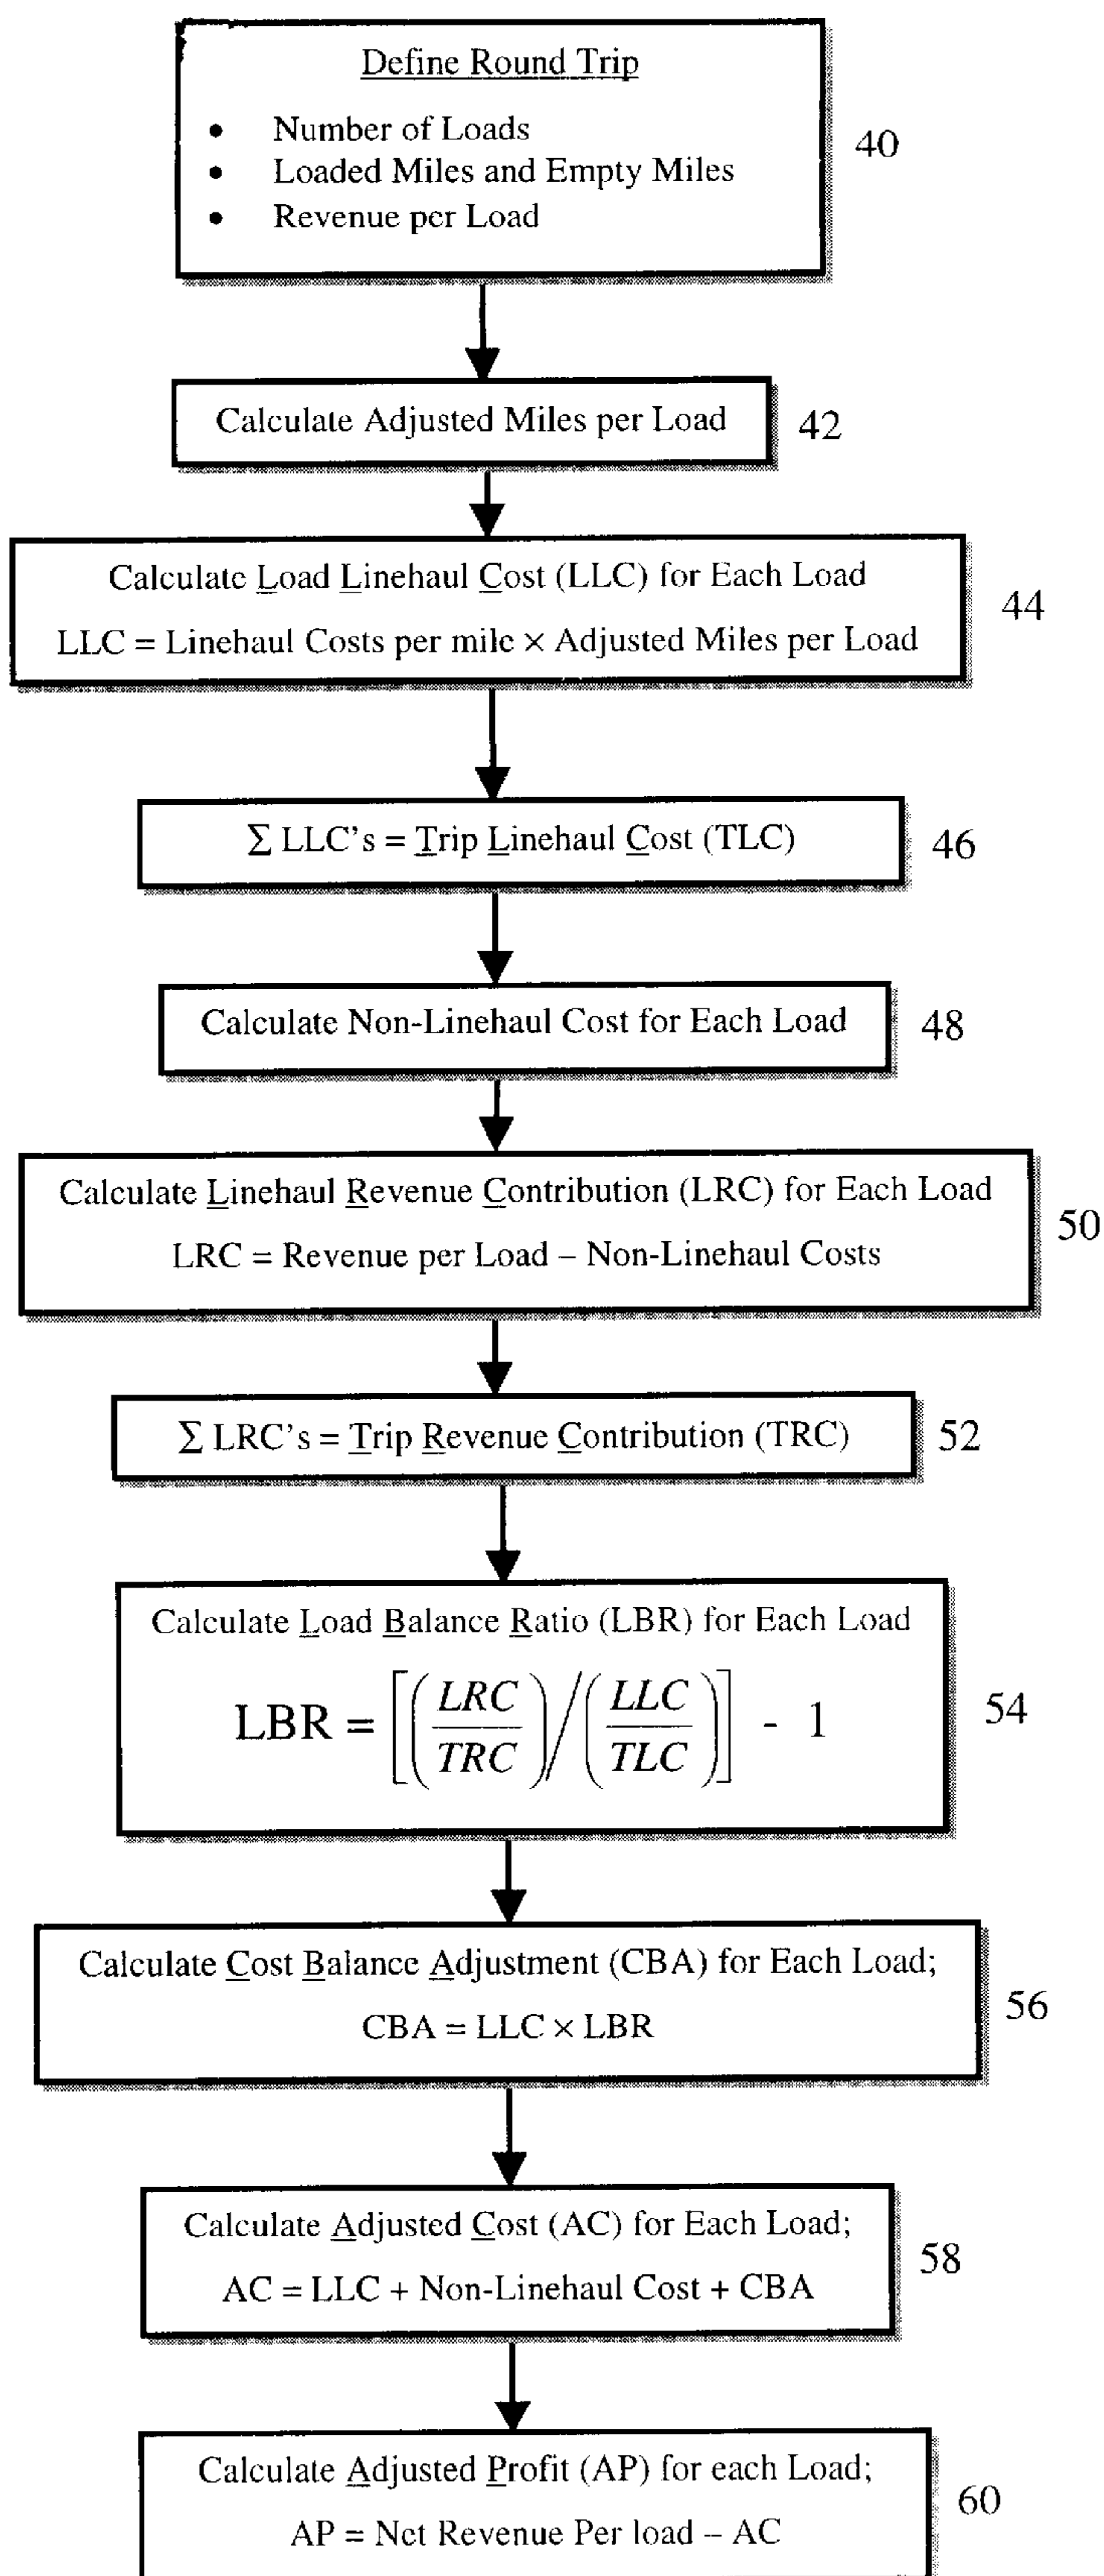 Define Round Trip
• Number of Loads
• Loaded Miles and Empty Miles
• Revenue per Load
40
Calculate Adjusted Miles per Load
42
Calculate Load Linehaul Cost (LLC) for Each Load
LLC = Linehaul Costs per mile × Adjusted Miles per Load
44
∑ LLC's = Trip Linehaul Cost (TLC)
46
Calculate Non-Linehaul Cost for Each Load
48
Calculate Linehaul Revenue Contribution (LRC) for Each Load
LRC = Revenue per Load – Non-Linehaul Costs
50
∑ LRC's = Trip Revenue Contribution (TRC)
52
Calculate Load Balance Ratio (LBR) for Each Load
LBR = [(LRC/TRC)/(LLC/TLC)] - 1
54
Calculate Cost Balance Adjustment (CBA) for Each Load;
CBA = LLC × LBR
56
Calculate Adjusted Cost (AC) for Each Load;
AC = LLC + Non-Linehaul Cost + CBA
58
Calculate Adjusted Profit (AP) for each Load;
AP = Net Revenue Per load – AC
60